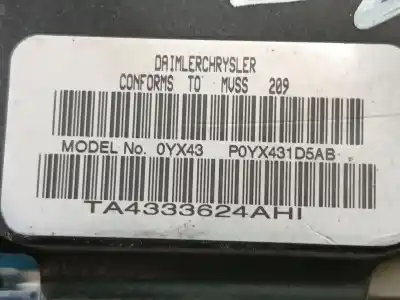 DAIMLERCHRYSLER
CONFORMS TO MVSS 209
MODEL No. 0YX43 P0YX431D5AB
TA4333624AHI